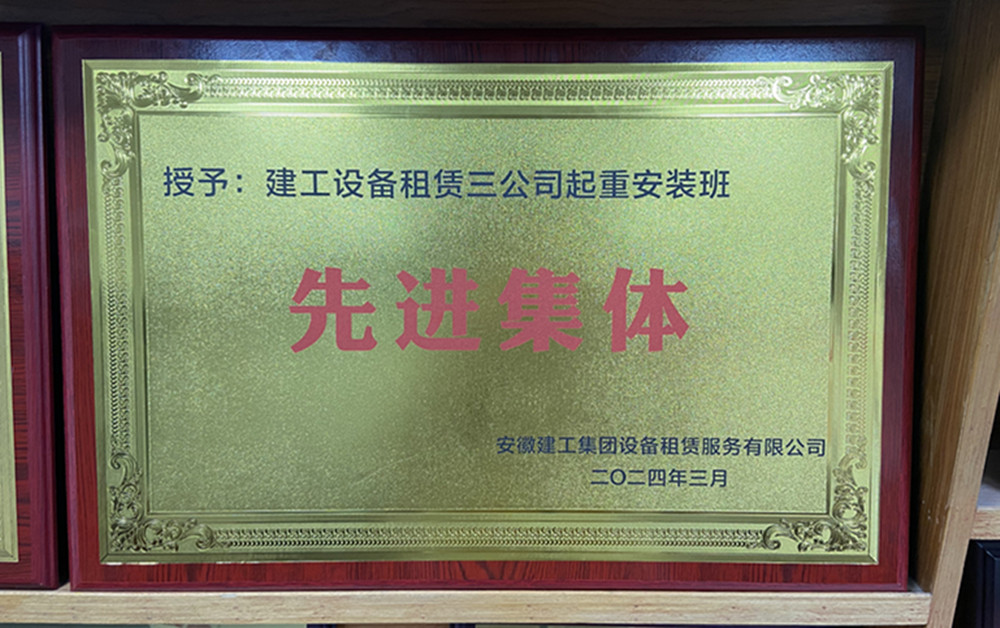 授予：建工设备租赁三公司起重安装班
先进集体
安徽建工集团设备租赁服务有限公司
二〇二四年三月